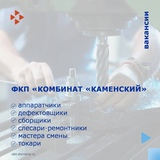 вакансии
ФКП «КОМБИНАТ «КАМЕНСКИЙ»
аппаратчики
дефектовщики
сборщики
слесари-ремонтники
мастера смены
токари